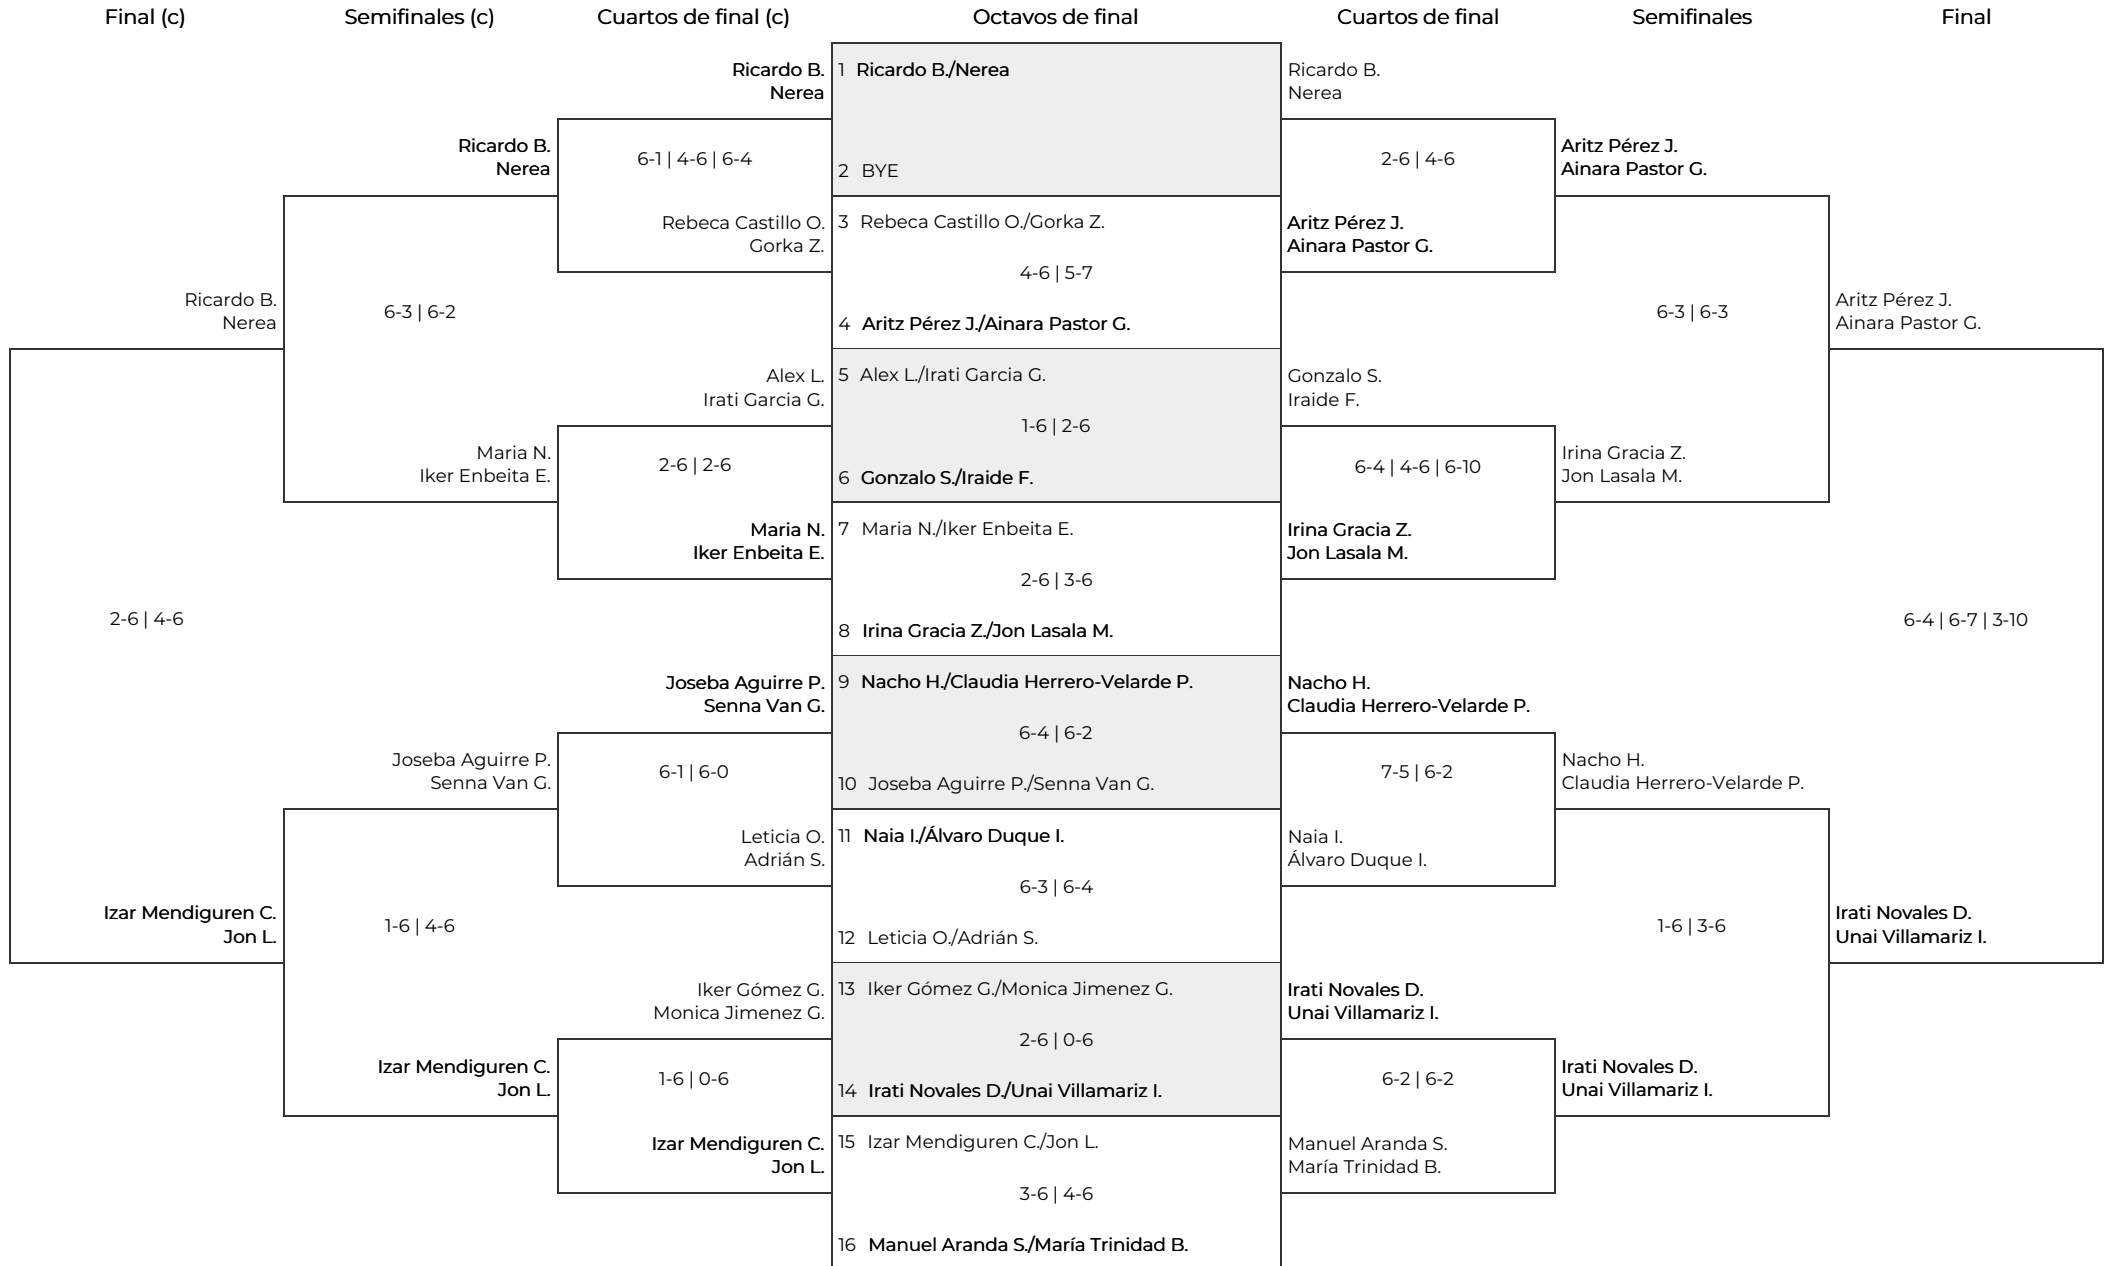 Final (c) Semifinales (c) Cuartos de final (c) Octavos de final Cuartos de final Semifinales Final
Ricardo B.
Nerea
6-1 | 4-6 | 6-4
Rebeca Castillo O.
Gorka Z.
Alex L.
Irati Garcia G.
2-6 | 2-6
Maria N.
Iker Enbeita E.
Joseba Aguirre P.
Senna Van G.
6-1 | 6-0
Leticia O.
Adrián S.
Iker Gómez G.
Monica Jimenez G.
1-6 | 0-6
Izar Mendiguren C.
Jon L.
Ricardo B.
Nerea
6-3 | 6-2
Maria N.
Iker Enbeita E.
Joseba Aguirre P.
Senna Van G.
1-6 | 4-6
Izar Mendiguren C.
Jon L.
Ricardo B.
Nerea
2-6 | 4-6
Izar Mendiguren C.
Jon L.
1 Ricardo B./Nerea
2 BYE
3 Rebeca Castillo O./Gorka Z.
4-6 | 5-7
4 Aritz Pérez J./Ainara Pastor G.
5 Alex L./Irati Garcia G.
1-6 | 2-6
6 Gonzalo S./Iraide F.
7 Maria N./Iker Enbeita E.
2-6 | 3-6
8 Irina Gracia Z./Jon Lasala M.
9 Nacho H./Claudia Herrero-Velarde P.
6-4 | 6-2
10 Joseba Aguirre P./Senna Van G.
11 Naia I./Álvaro Duque I.
6-3 | 6-4
12 Leticia O./Adrián S.
13 Iker Gómez G./Monica Jimenez G.
2-6 | 0-6
14 Irati Novales D./Unai Villamariz I.
15 Izar Mendiguren C./Jon L.
3-6 | 4-6
16 Manuel Aranda S./María Trinidad B.
Ricardo B.
Nerea
2-6 | 4-6
Aritz Pérez J.
Ainara Pastor G.
Gonzalo S.
Iraide F.
6-4 | 4-6 | 6-10
Irina Gracia Z.
Jon Lasala M.
Nacho H.
Claudia Herrero-Velarde P.
7-5 | 6-2
Naia I.
Álvaro Duque I.
Irati Novales D.
Unai Villamariz I.
6-2 | 6-2
Manuel Aranda S.
María Trinidad B.
Aritz Pérez J.
Ainara Pastor G.
6-3 | 6-3
Irina Gracia Z.
Jon Lasala M.
Nacho H.
Claudia Herrero-Velarde P.
1-6 | 3-6
Irati Novales D.
Unai Villamariz I.
Aritz Pérez J.
Ainara Pastor G.
6-4 | 6-7 | 3-10
Irati Novales D.
Unai Villamariz I.